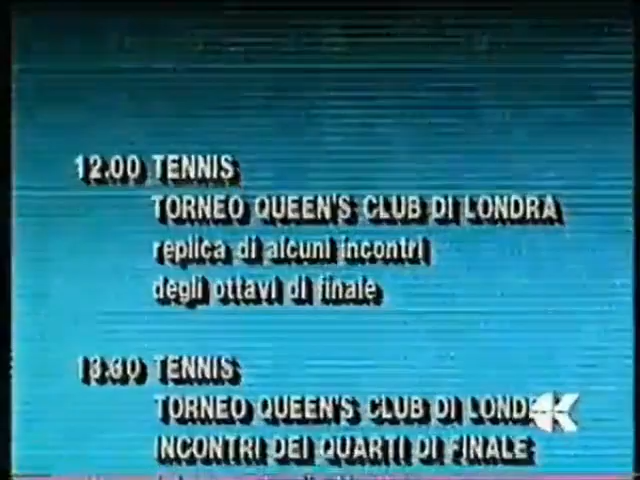 12.00 TENNIS
TORNEO QUEEN'S CLUB DI LONDRA
replica di alcuni incontri
degli ottavi di finale
13.30 TENNIS
TORNEO QUEEN'S CLUB DI
INCONTRI DEI QUARTI DI FINALE